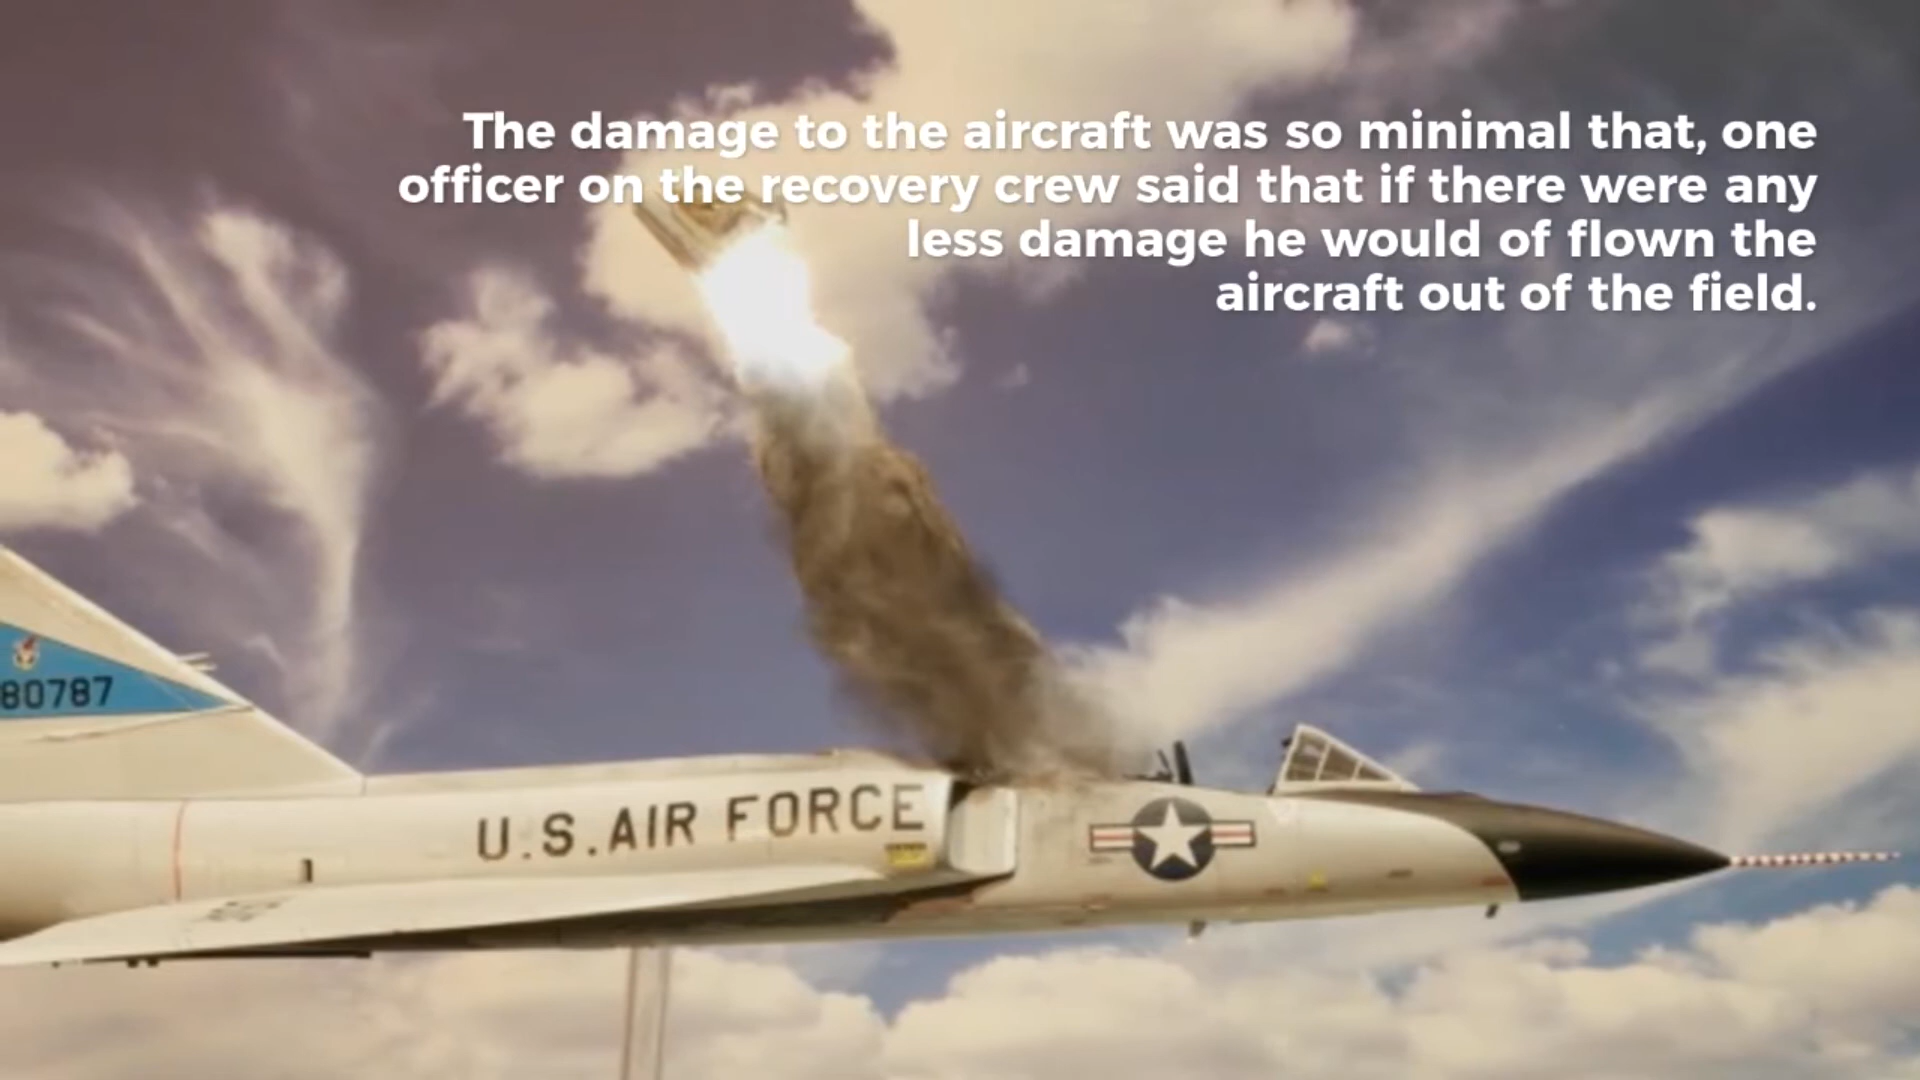 The damage to the aircraft was so minimal that, one
officer on the recovery crew said that if there were any
less damage he would of flown the
aircraft out of the field.
80787
U.S.AIR FORCE